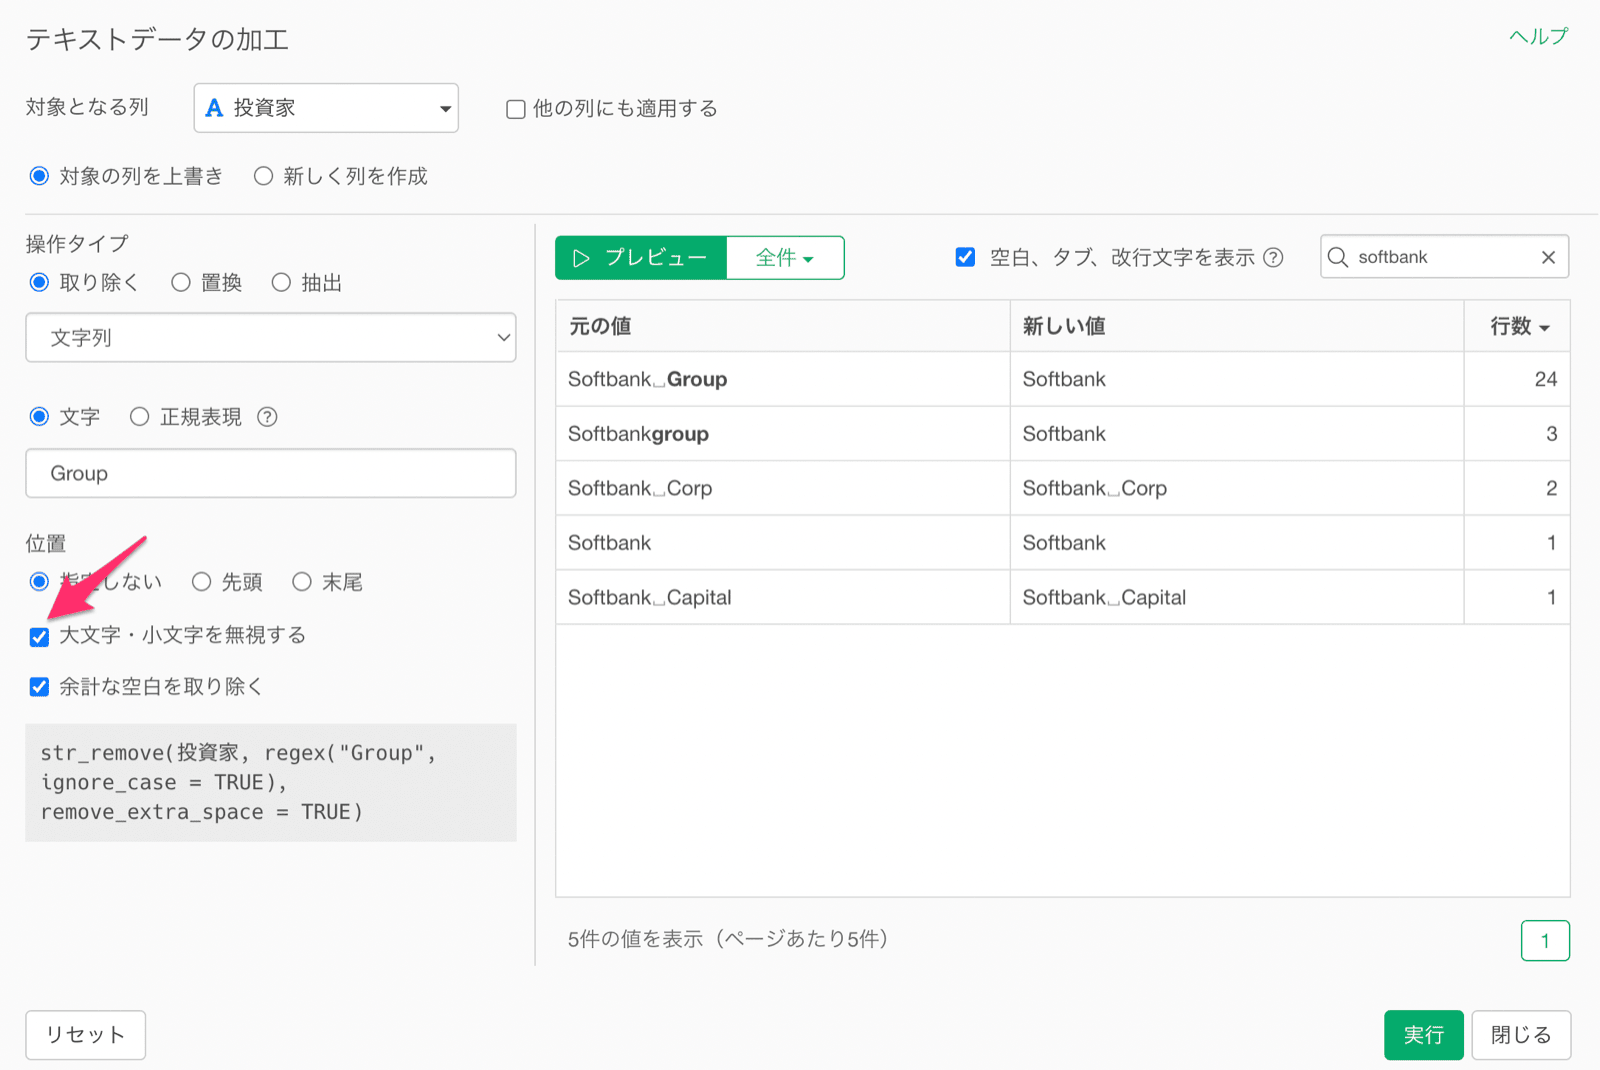 テキストデータの加工
ヘルプ
対象となる列
A 投資家
他の列にも適用する
対象の列を上書き 新しく列を作成
操作タイプ
取り除く 置換 抽出
文字列
文字 正規表現 ?
Group
位置
指定しない 先頭 末尾
大文字・小文字を無視する
余計な空白を取り除く
str_remove(投資家, regex("Group",
ignore_case = TRUE),
remove_extra_space = TRUE)
プレビュー 全件
空白、タブ、改行文字を表示 ?
softbank
元の値 新しい値 行数
Softbank␣Group Softbank 24
Softbankgroup Softbank 3
Softbank␣Corp Softbank␣Corp 2
Softbank Softbank 1
Softbank␣Capital Softbank␣Capital 1
5件の値を表示（ページあたり5件）
1
リセット
実行 閉じる